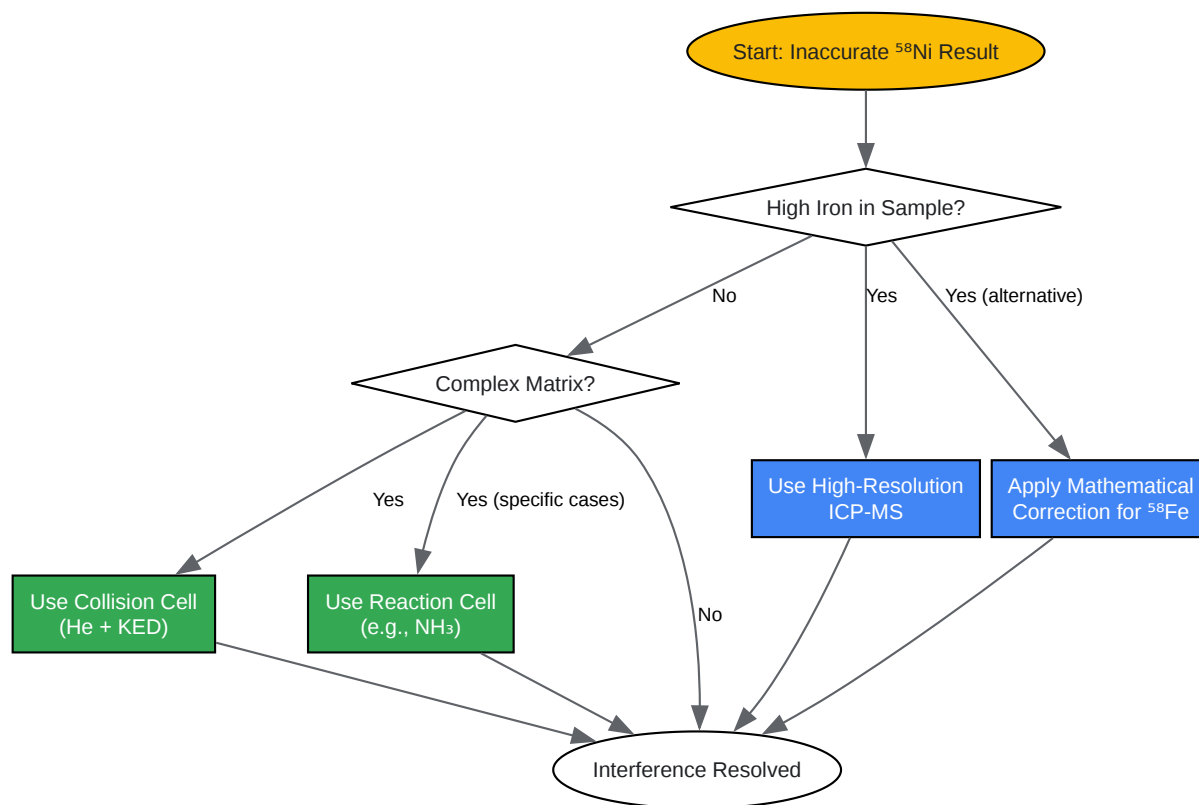 Start: Inaccurate ⁵⁸Ni Result
High Iron in Sample?
No
Yes
Yes (alternative)
Complex Matrix?
Use High-Resolution
ICP-MS
Apply Mathematical
Correction for ⁵⁸Fe
Yes
Yes (specific cases)
No
Use Collision Cell
(He + KED)
Use Reaction Cell
(e.g., NH₃)
Interference Resolved